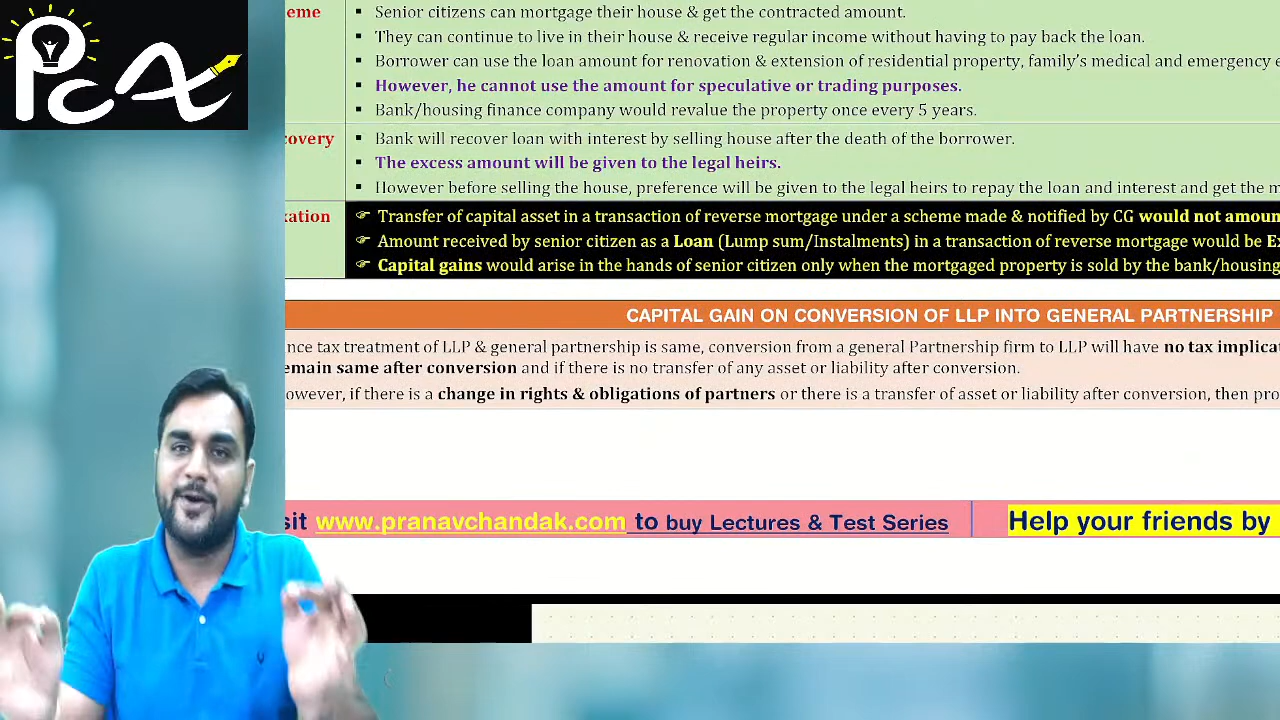 PCA
eme
Senior citizens can mortgage their house & get the contracted amount.
They can continue to live in their house & receive regular income without having to pay back the loan.
Borrower can use the loan amount for renovation & extension of residential property, family's medical and emergency e
However, he cannot use the amount for speculative or trading purposes.
Bank/housing finance company would revalue the property once every 5 years.
covery
Bank will recover loan with interest by selling house after the death of the borrower.
The excess amount will be given to the legal heirs.
However before selling the house, preference will be given to the legal heirs to repay the loan and interest and get the m
xation
Transfer of capital asset in a transaction of reverse mortgage under a scheme made & notified by CG would not amoun
Amount received by senior citizen as a Loan (Lump sum/Instalments) in a transaction of reverse mortgage would be Ex
Capital gains would arise in the hands of senior citizen only when the mortgaged property is sold by the bank/housing
CAPITAL GAIN ON CONVERSION OF LLP INTO GENERAL PARTNERSHIP
nce tax treatment of LLP & general partnership is same, conversion from a general Partnership firm to LLP will have no tax implicat
emain same after conversion and if there is no transfer of any asset or liability after conversion.
owever, if there is a change in rights & obligations of partners or there is a transfer of asset or liability after conversion, then pro
sit www.pranavchandak.com to buy Lectures & Test Series
Help your friends by